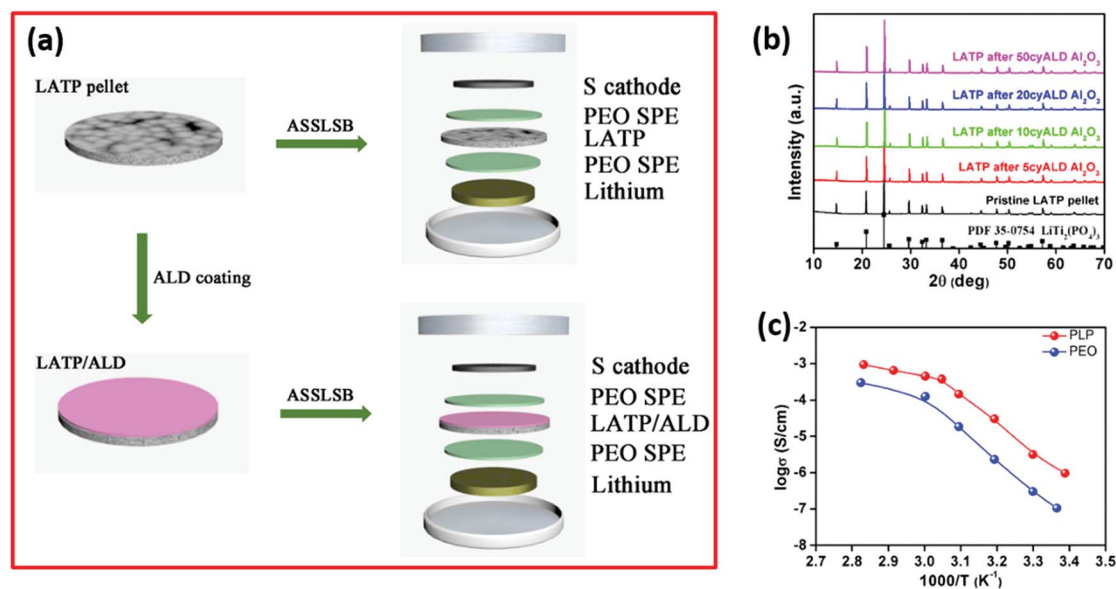 (a)
LATP pellet
ASSLSB
S cathode
PEO SPE
LATP
PEO SPE
Lithium
ALD coating
LATP/ALD
ASSLSB
S cathode
PEO SPE
LATP/ALD
PEO SPE
Lithium
(b)
Intensity (a.u.)
LATP after 50cyALD Al₂O₃
LATP after 20cyALD Al₂O₃
LATP after 10cyALD Al₂O₃
LATP after 5cyALD Al₂O₃
Pristine LATP pellet
PDF 35-0754 LiTi₂(PO₄)₃
10 20 30 40 50 60 70
2θ (deg)
(c)
PLP
PEO
logσ (S/cm)
-2
-3
-4
-5
-6
-7
-8
2.7 2.8 2.9 3.0 3.1 3.2 3.3 3.4 3.5
1000/T (K⁻¹)